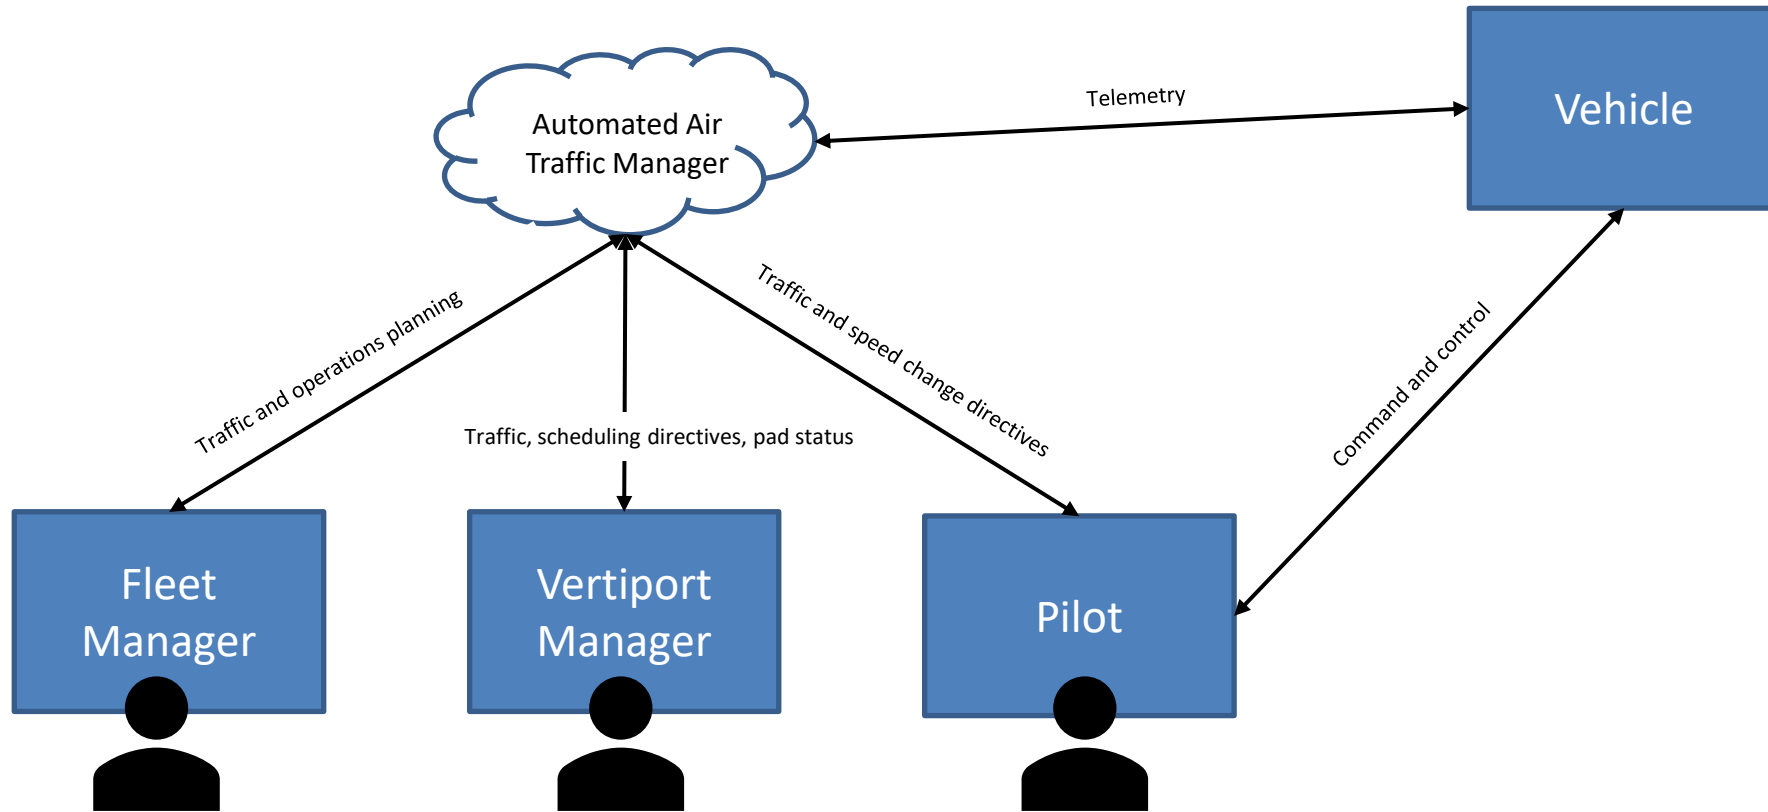 Automated Air
Traffic Manager
Telemetry
Vehicle
Traffic and operations planning
Traffic, scheduling directives, pad status
Traffic and speed change directives
Command and control
Fleet
Manager
Vertiport
Manager
Pilot